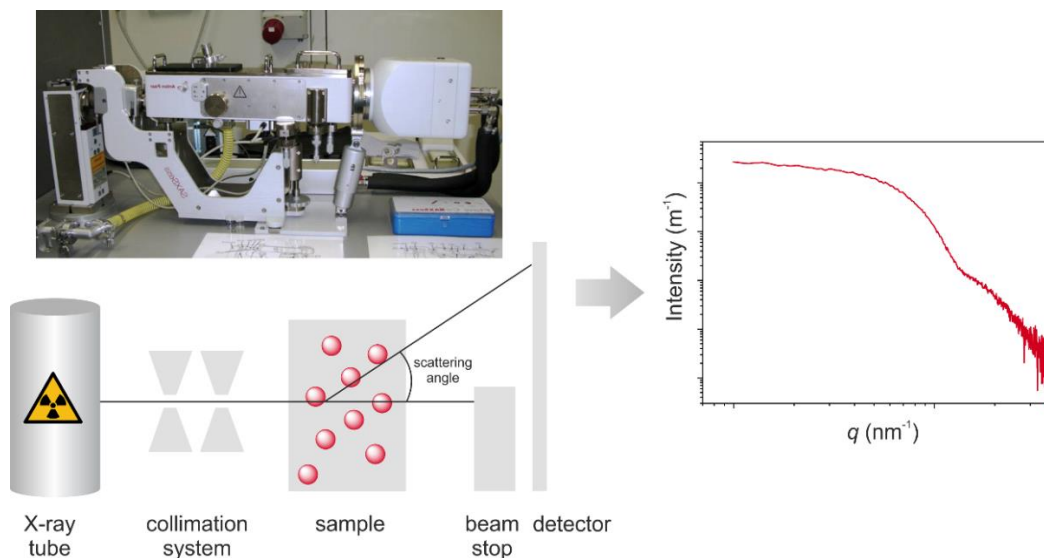 Intensity (m⁻¹)
q (nm⁻¹)
scattering
angle
X-ray
tube
collimation
system
sample
beam
stop
detector